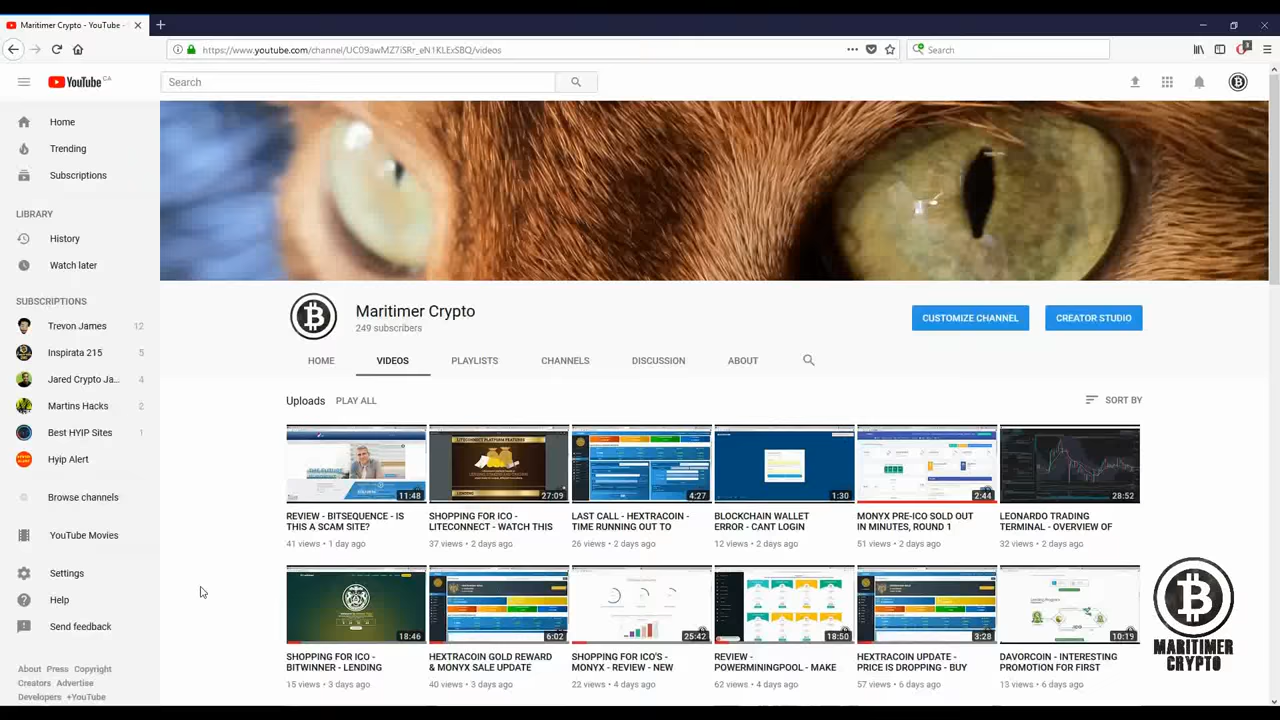 Maritimer Crypto - YouTube -
https://www.youtube.com/channel/UC09awMZ7iSRr_eN1KLExSBQ/videos
Search
YouTube CA
Search
Home
Trending
Subscriptions
LIBRARY
History
Watch later
SUBSCRIPTIONS
Trevon James 12
Inspirata 215 5
Jared Crypto Ja... 4
Martins Hacks 2
Best HYIP Sites 1
Hyip Alert
Browse channels
YouTube Movies
Settings
Help
Send feedback
About Press Copyright
Creators Advertise
Developers +YouTube
Maritimer Crypto
249 subscribers
CUSTOMIZE CHANNEL
CREATOR STUDIO
HOME VIDEOS PLAYLISTS CHANNELS DISCUSSION ABOUT
Uploads PLAY ALL
SORT BY
11:48
REVIEW - BITSEQUENCE - IS
THIS A SCAM SITE?
41 views • 1 day ago
LITECONNECT PLATFORM FEATURES
LENDING
27:09
SHOPPING FOR ICO -
LITECONNECT - WATCH THIS
37 views • 2 days ago
4:27
LAST CALL - HEXTRACOIN -
TIME RUNNING OUT TO
26 views • 2 days ago
1:30
BLOCKCHAIN WALLET
ERROR - CANT LOGIN
12 views • 2 days ago
2:44
MONYX PRE-ICO SOLD OUT
IN MINUTES, ROUND 1
51 views • 2 days ago
28:52
LEONARDO TRADING
TERMINAL - OVERVIEW OF
32 views • 2 days ago
18:46
SHOPPING FOR ICO -
BITWINNER - LENDING
15 views • 3 days ago
6:02
HEXTRACOIN GOLD REWARD
& MONYX SALE UPDATE
40 views • 3 days ago
25:42
SHOPPING FOR ICO'S -
MONYX - REVIEW - NEW
22 views • 4 days ago
18:50
REVIEW -
POWERMININGPOOL - MAKE
62 views • 4 days ago
3:28
HEXTRACOIN UPDATE -
PRICE IS DROPPING - BUY
57 views • 6 days ago
10:19
DAVORCOIN - INTERESTING
PROMOTION FOR FIRST
13 views • 6 days ago
MARITIMER
CRYPTO